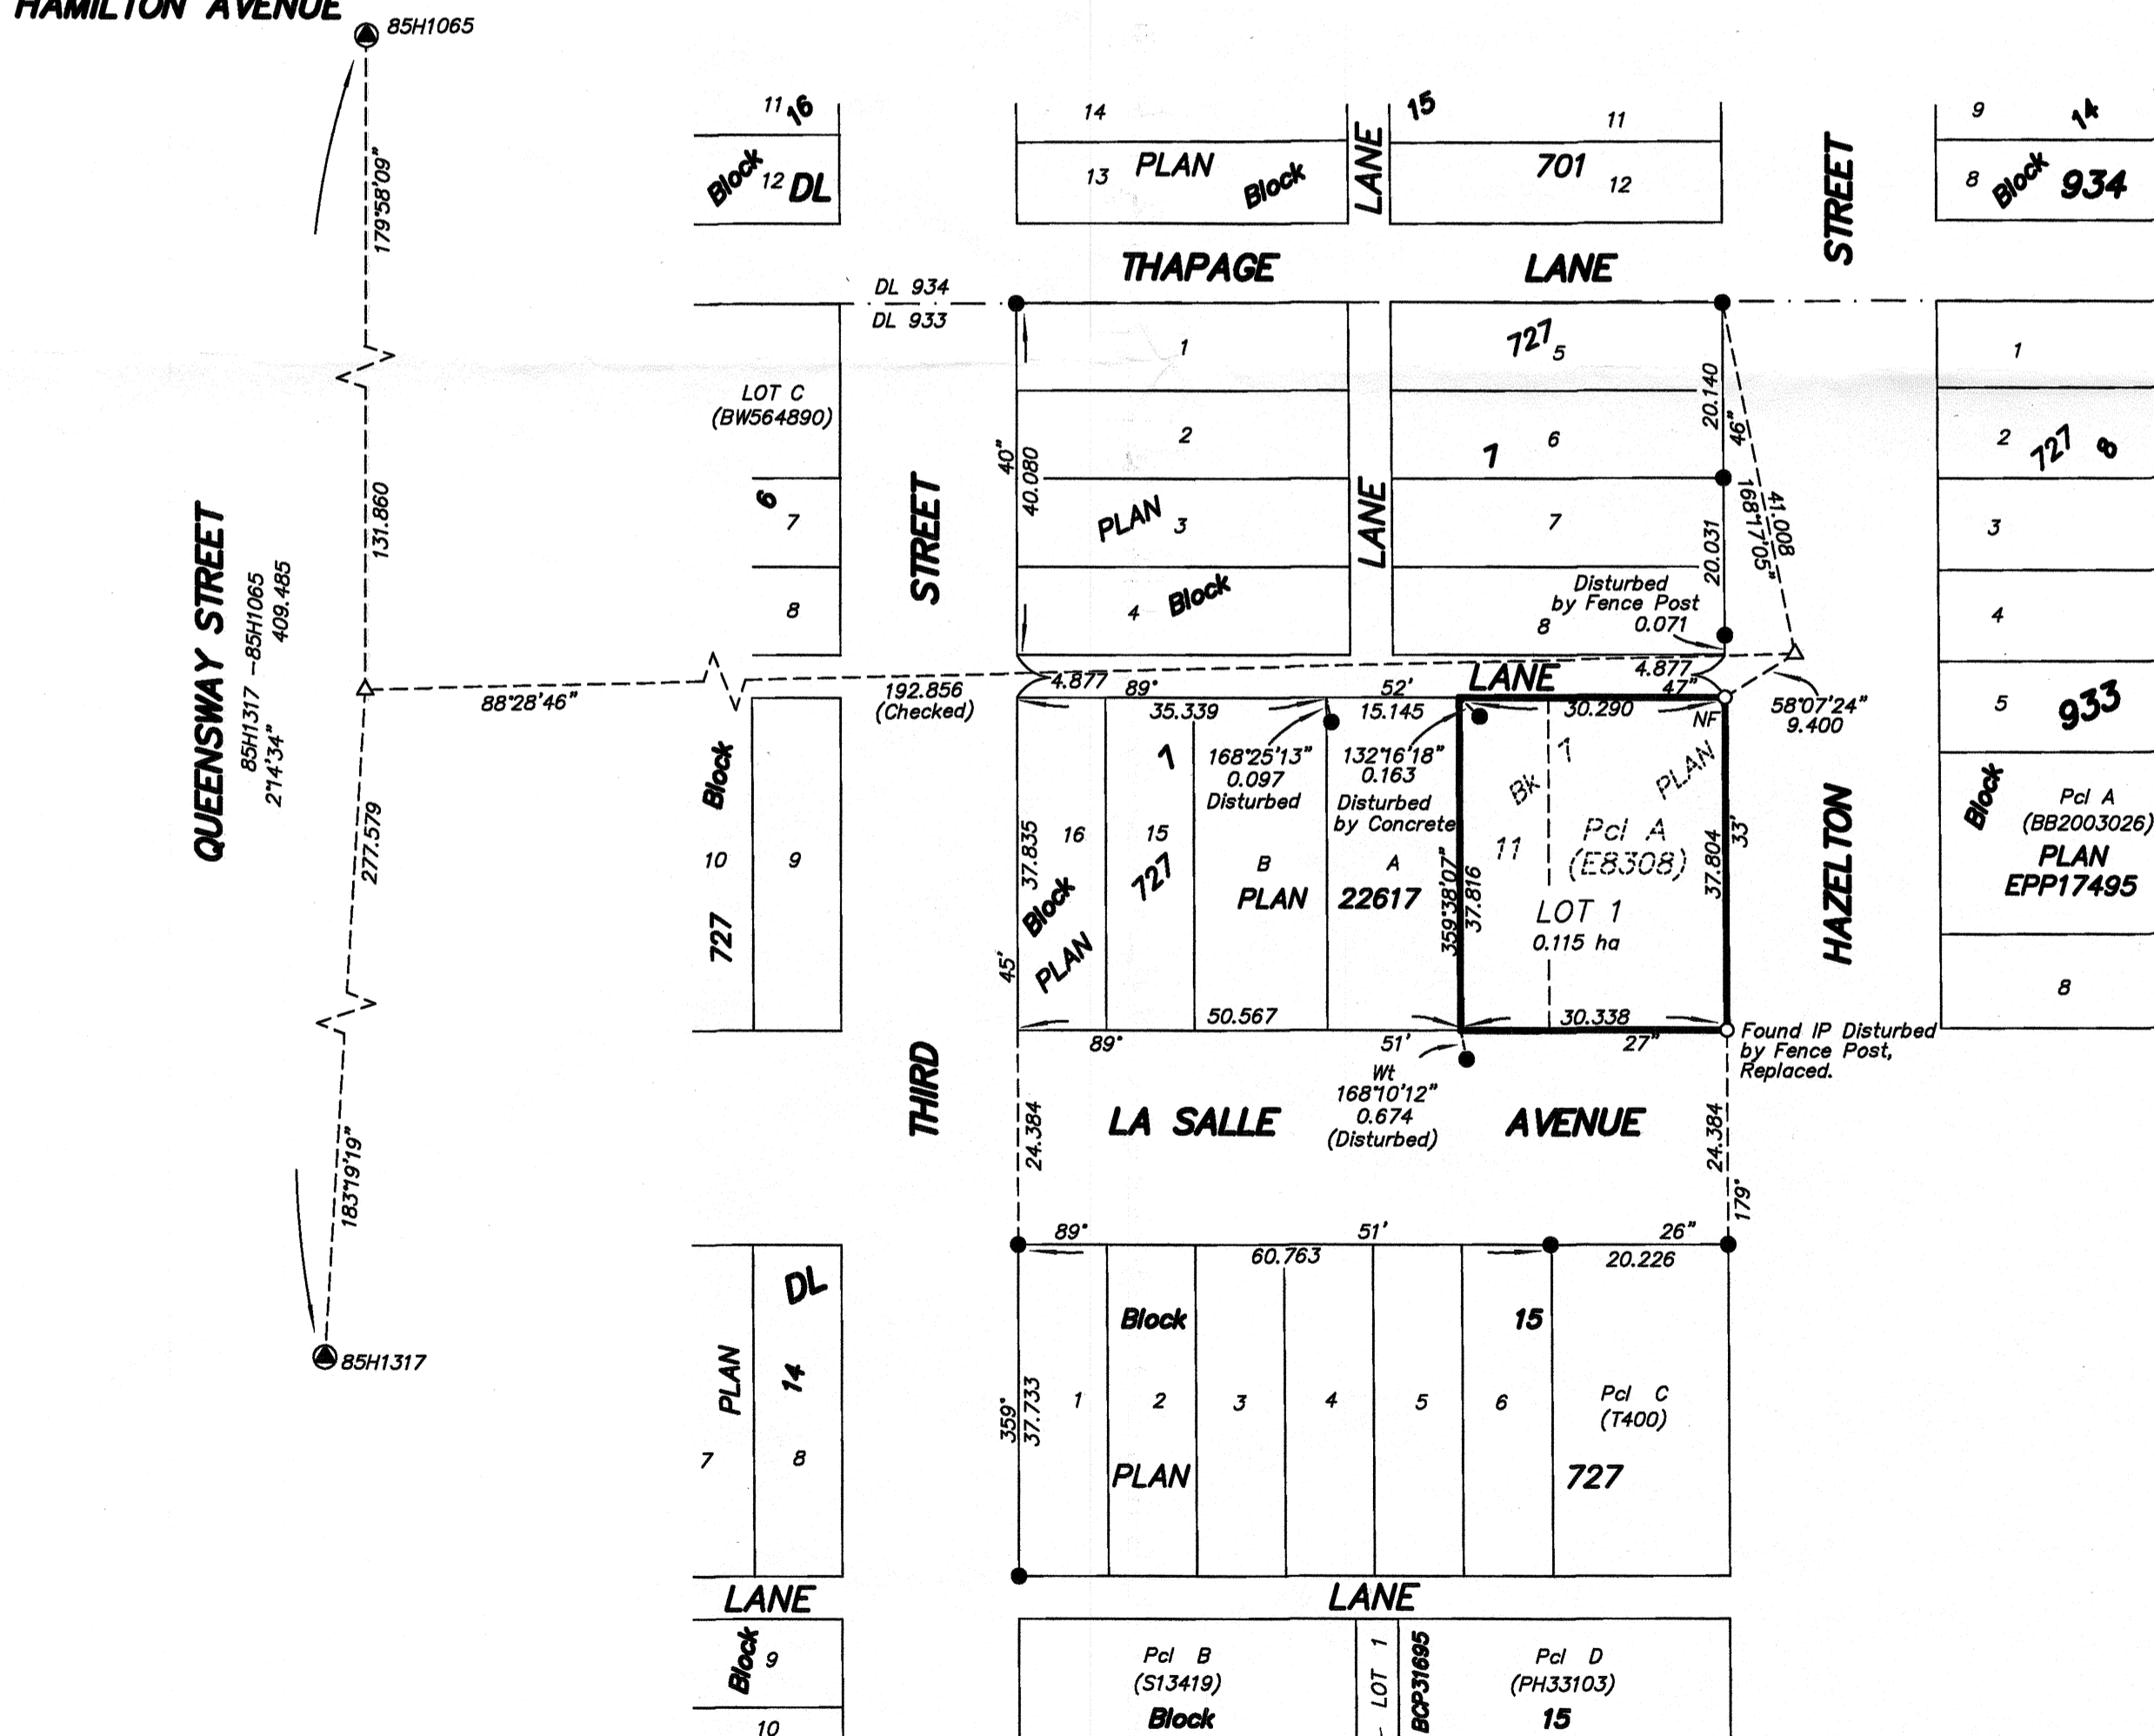 HAMILTON AVENUE
85H1065
179°58'09"
131.860
QUEENSWAY STREET
85H1317 -85H1065
409.485
2°14'34"
277.579
183°19'19"
85H1317
88°28'46"
192.856
(Checked)
11
16
Block
12
DL
14
13
PLAN
Block
LANE
15
11
701
12
STREET
9
14
8
Block
934
THAPAGE
LANE
DL 934
DL 933
LOT C
(BW564890)
6
7
8
STREET
40"
40.080
1
2
PLAN
3
4
Block
LANE
727
5
1
6
7
Disturbed
by Fence Post
8
0.071
20.140
46"
20.031
41.008
168°17'05"
1
2
727
8
3
4
5
933
4.877
89°
52'
LANE
4.877
47"
35.339
15.145
30.290
NF
58°07'24"
9.400
Block
10
9
727
37.835
16
1
15
727
Block
PLAN
45'
168°25'13"
0.097
Disturbed
132°16'18"
0.163
Disturbed
by Concrete
B
A
PLAN
22617
359°38'07"
37.816
Bk
1
PLAN
11
Pcl A
(E8308)
LOT 1
0.115 ha
37.804
33'
HAZELTON
Block
Pcl A
(BB2003026)
PLAN
EPP17495
8
50.567
30.338
89°
51'
27"
Found IP Disturbed
by Fence Post,
Replaced.
Wt
168°10'12"
0.674
(Disturbed)
THIRD
24.384
LA SALLE
AVENUE
24.384
179°
89°
51'
26"
60.763
20.226
DL
PLAN
14
7
8
359°
37.733
Block
15
1
2
3
4
5
6
Pcl C
(T400)
PLAN
727
LANE
LANE
Block
9
10
Pcl B
(S13419)
Block
LOT 1
BCP31695
Pcl D
(PH33103)
15